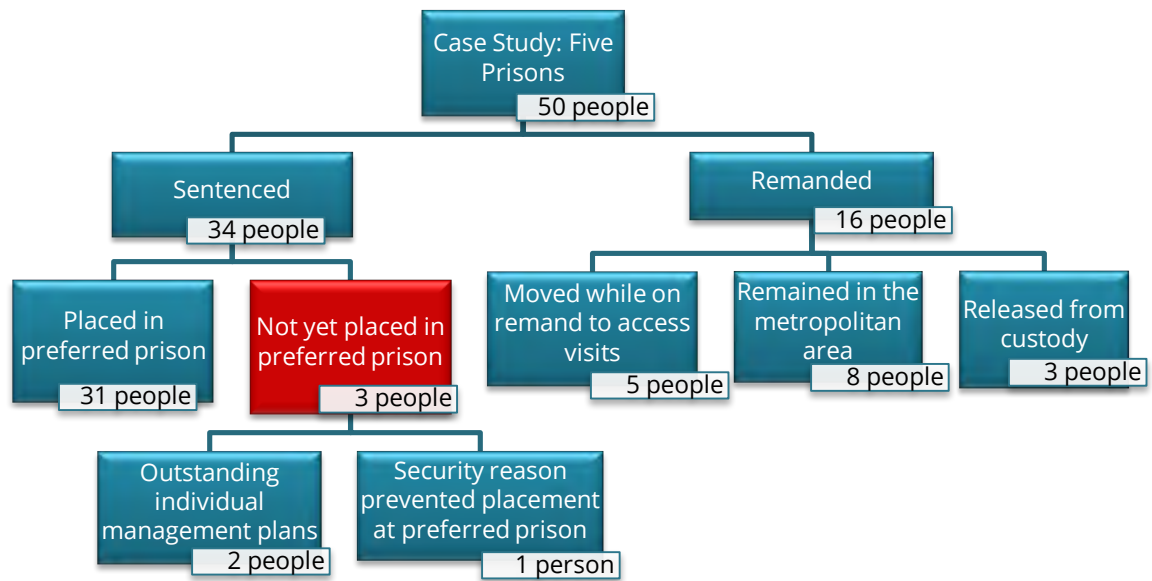 Case Study: Five
Prisons
50 people
Sentenced
34 people
Remanded
16 people
Placed in
preferred prison
31 people
Not yet placed in
preferred prison
3 people
Moved while on
remand to access
visits
5 people
Remained in the
metropolitan
area
8 people
Released from
custody
3 people
Outstanding
individual
management plans
2 people
Security reason
prevented placement
at preferred prison
1 person